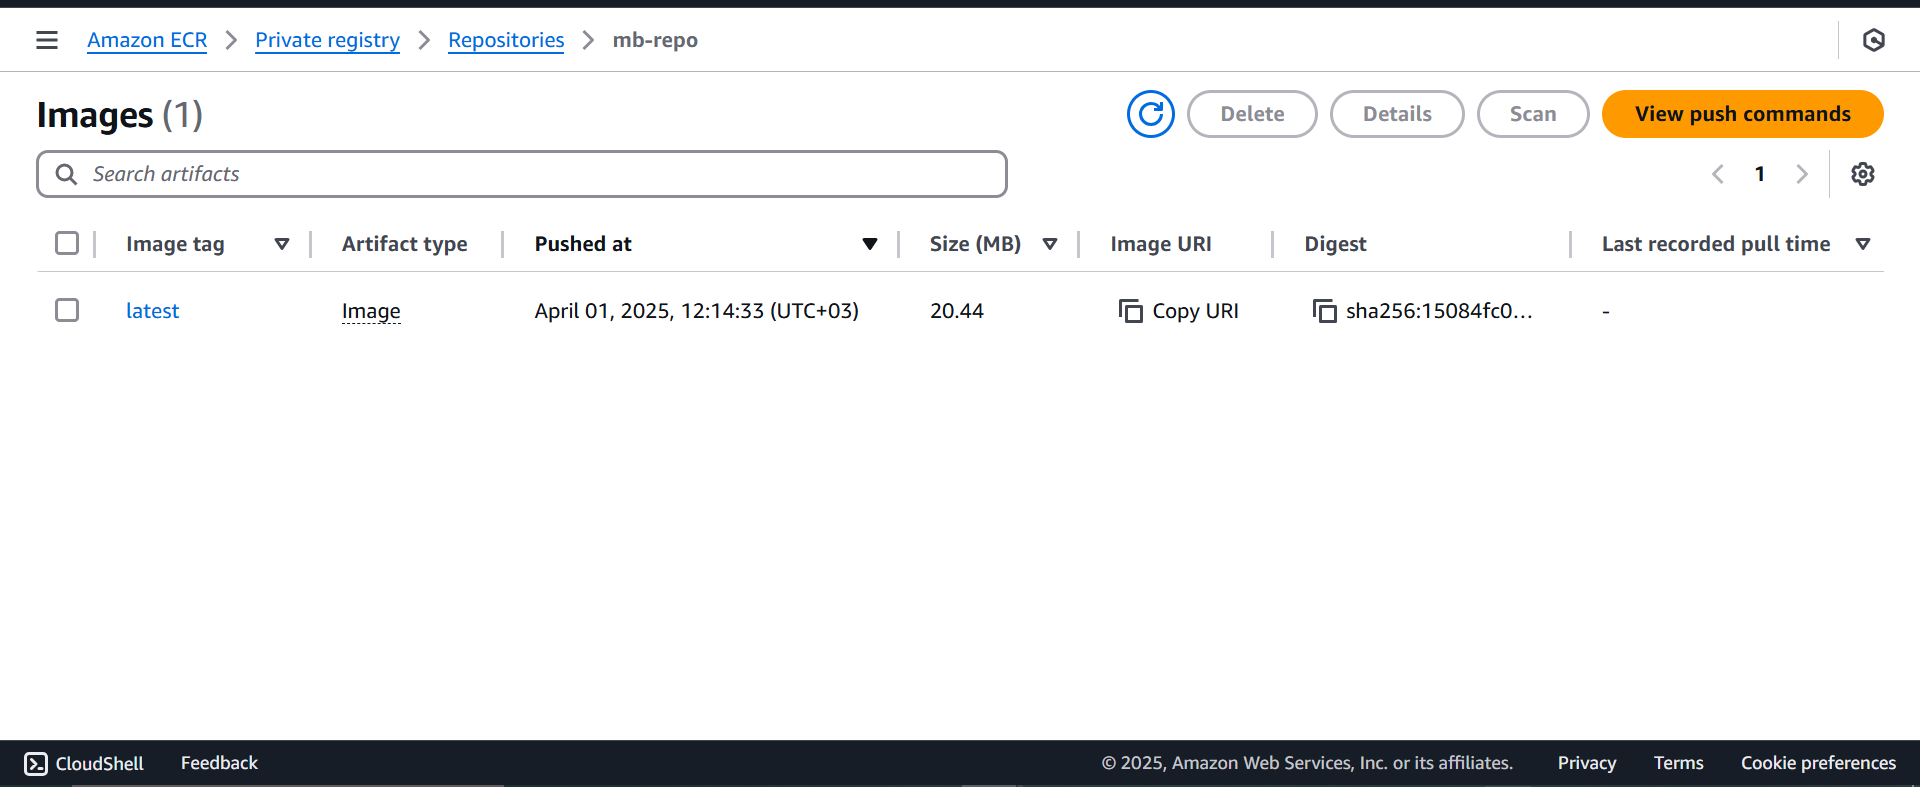 Amazon ECR > Private registry > Repositories > mb-repo
Images (1)
Delete Details Scan View push commands
Search artifacts
1
Image tag Artifact type Pushed at Size (MB) Image URI Digest Last recorded pull time
latest Image April 01, 2025, 12:14:33 (UTC+03) 20.44 Copy URI sha256:15084fc0... -
CloudShell Feedback © 2025, Amazon Web Services, Inc. or its affiliates. Privacy Terms Cookie preferences